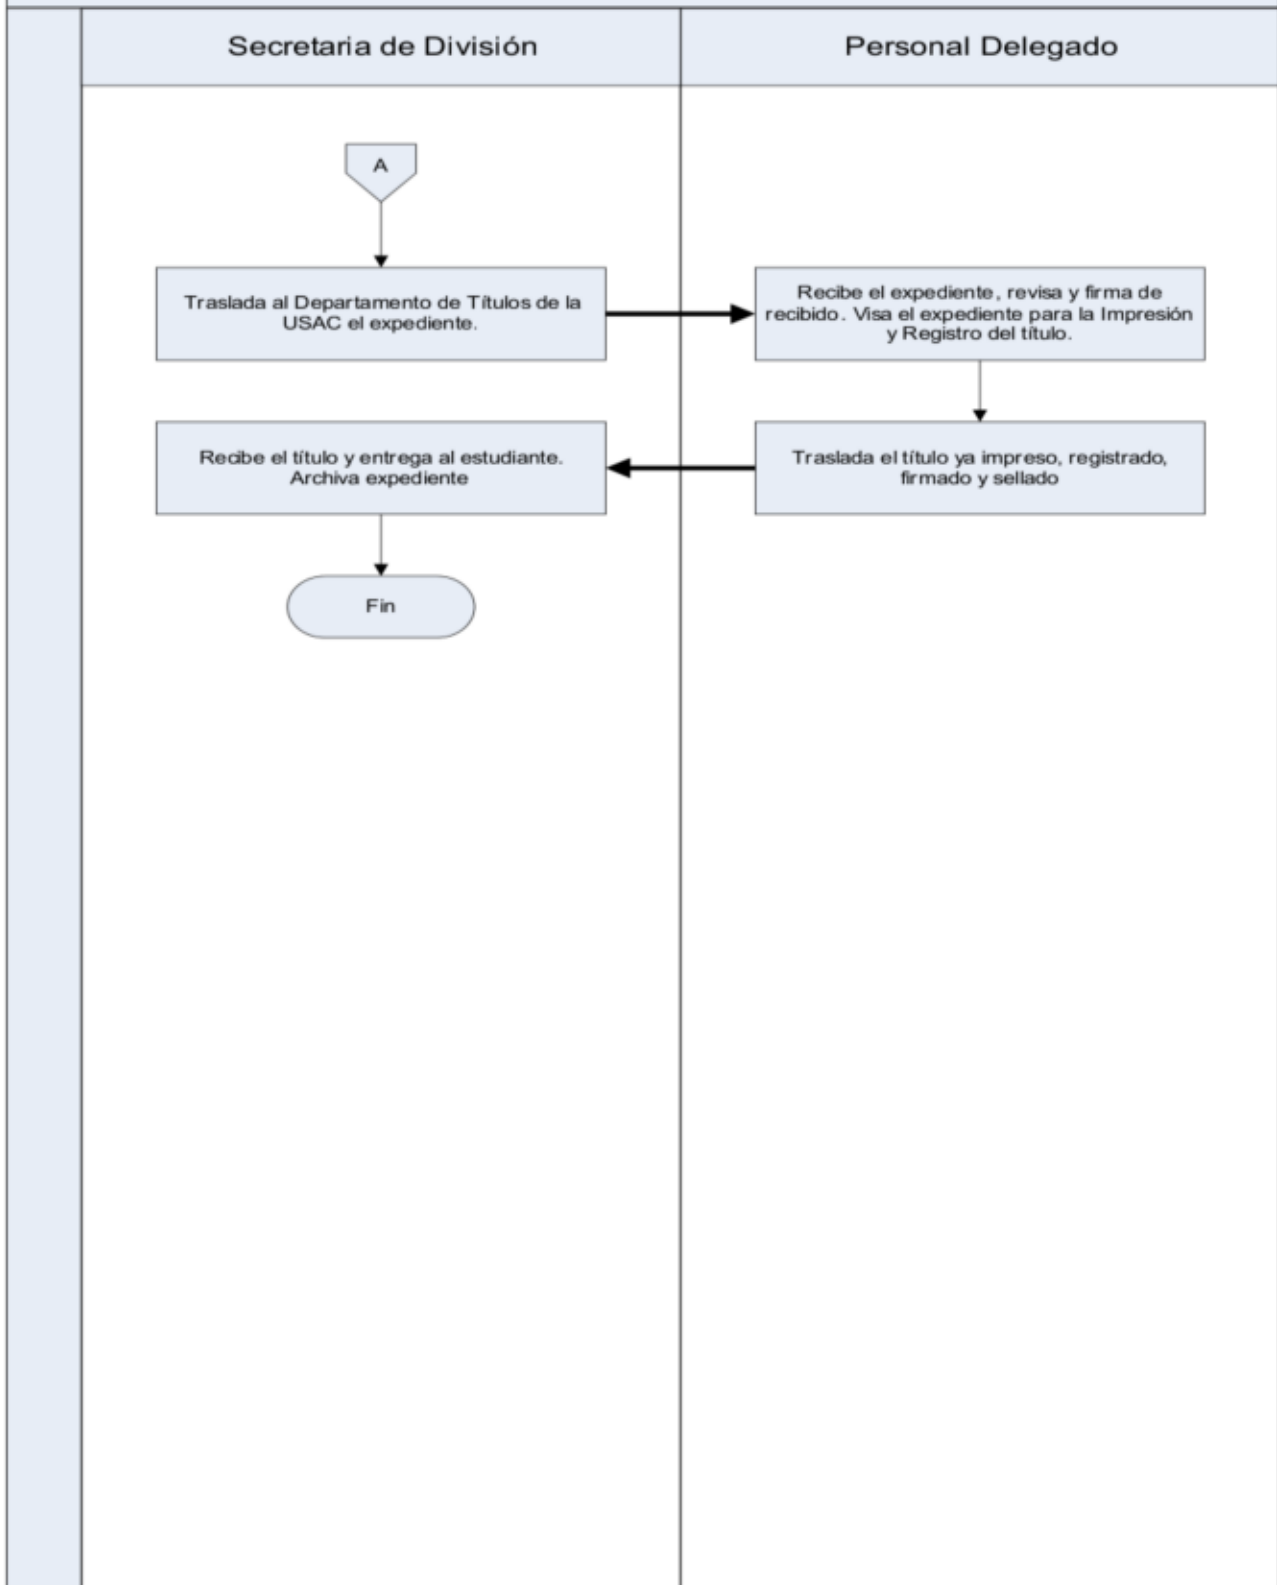 Secretaria de División
Personal Delegado
A
Traslada al Departamento de Títulos de la
USAC el expediente.
Recibe el expediente, revisa y firma de
recibido. Visa el expediente para la Impresión
y Registro del título.
Recibe el título y entrega al estudiante.
Archiva expediente
Traslada el título ya impreso, registrado,
firmado y sellado
Fin